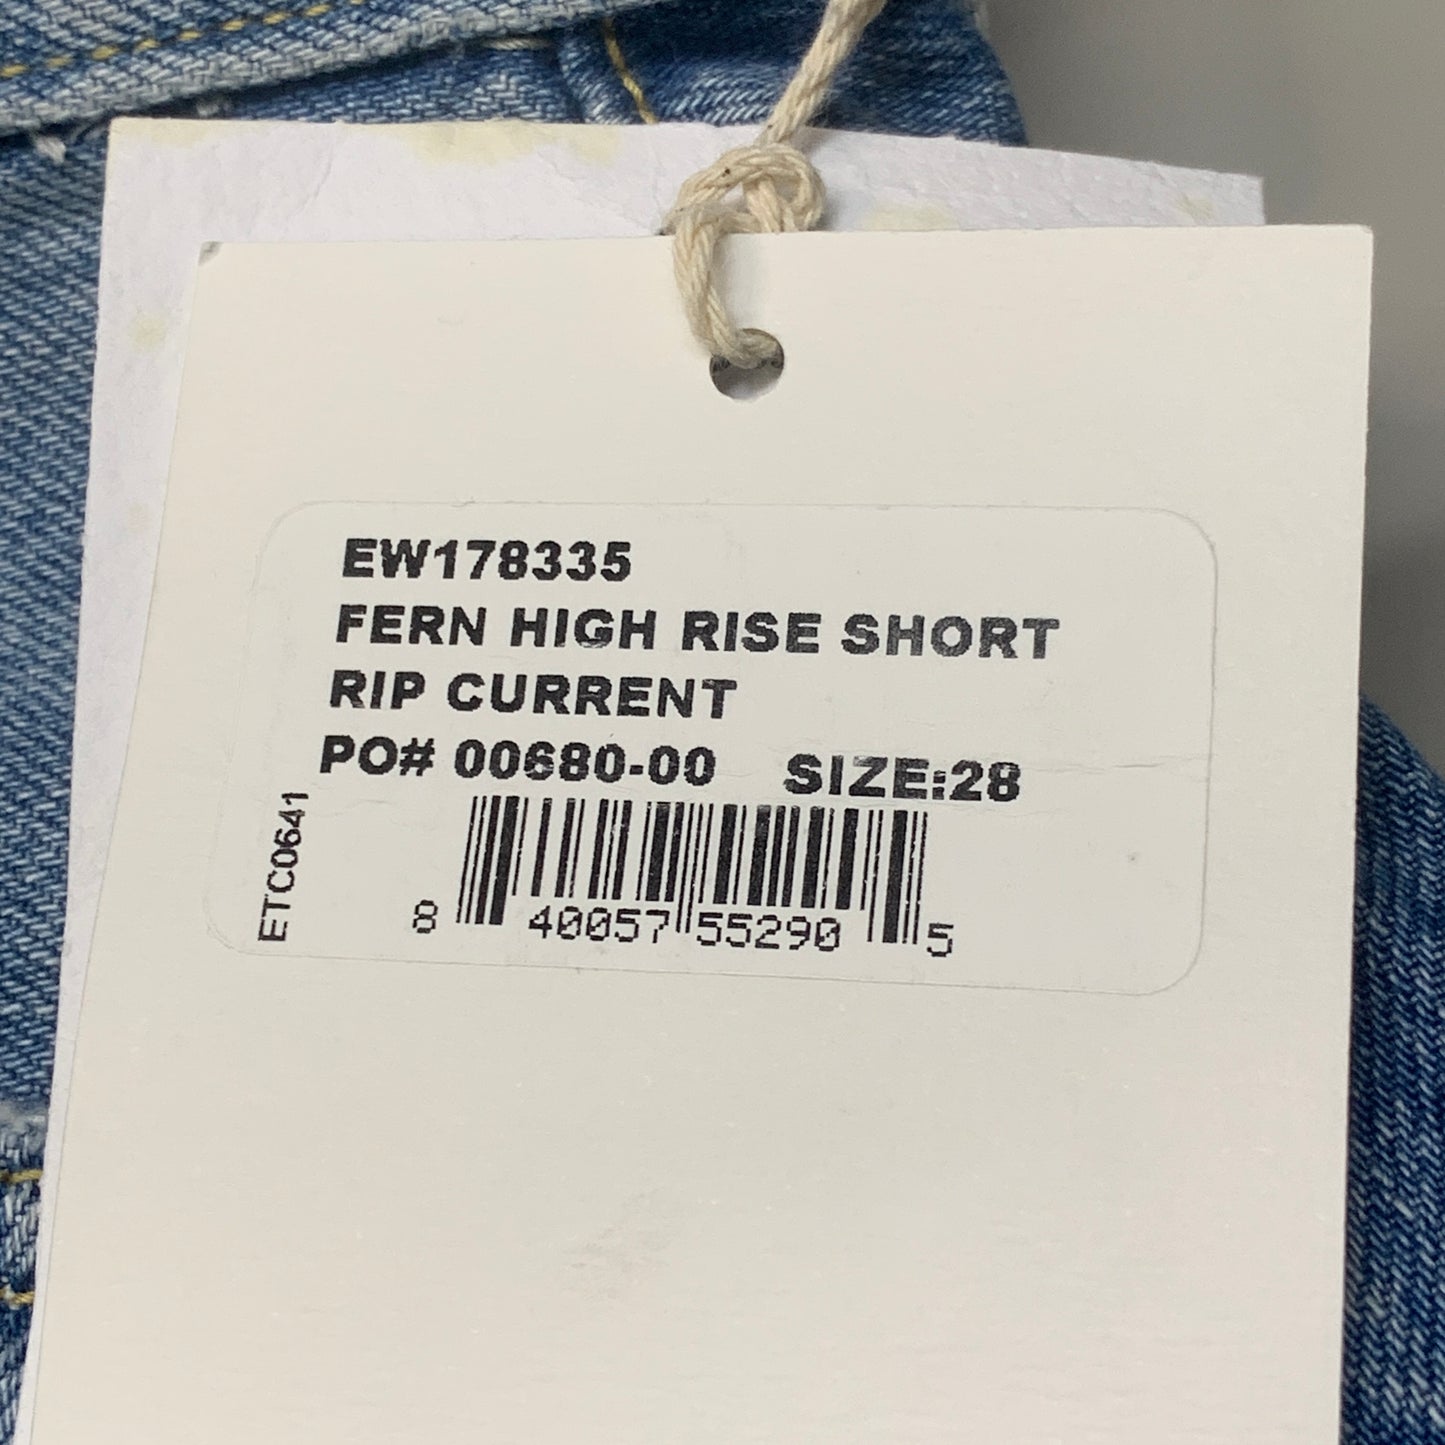 EW178335
FERN HIGH RISE SHORT
RIP CURRENT
PO# 00680-00 SIZE:28
ETC0641
8 40057 55290 5